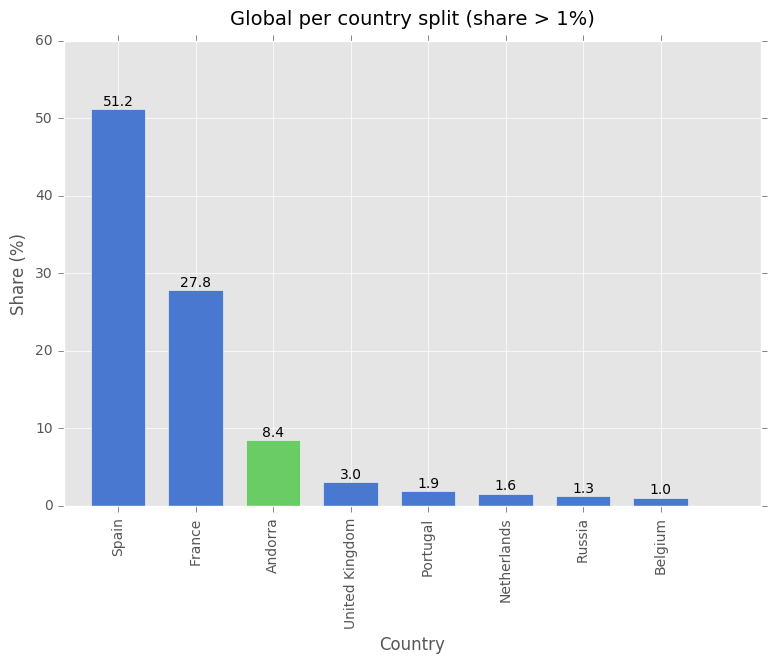 Global per country split (share > 1%)
60
50
40
30
20
10
0
Share (%)
51.2
27.8
8.4
3.0
1.9
1.6
1.3
1.0
Spain
France
Andorra
United Kingdom
Portugal
Netherlands
Russia
Belgium
Country